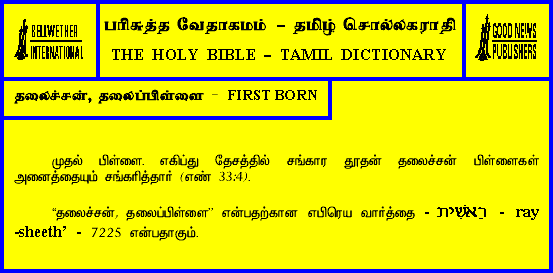 BELLWETHER
INTERNATIONAL
பரிசுத்த வேதாகமம் – தமிழ் சொல்லகராதி
THE HOLY BIBLE – TAMIL DICTIONARY
GOOD NEWS
PUBLISHERS
தலைச்சன், தலைப்பிள்ளை – FIRST BORN
முதல் பிள்ளை. எகிப்து தேசத்தில் சங்கார தூதன் தலைச்சன் பிள்ளைகள்
அனைத்தையும் சங்கரித்தார் (எண் 33:4).
“தலைச்சன், தலைப்பிள்ளை” என்பதற்கான எபிரெய வார்த்தை - רֵאשִׁית - ray
-sheeth’ - 7225 என்பதாகும்.